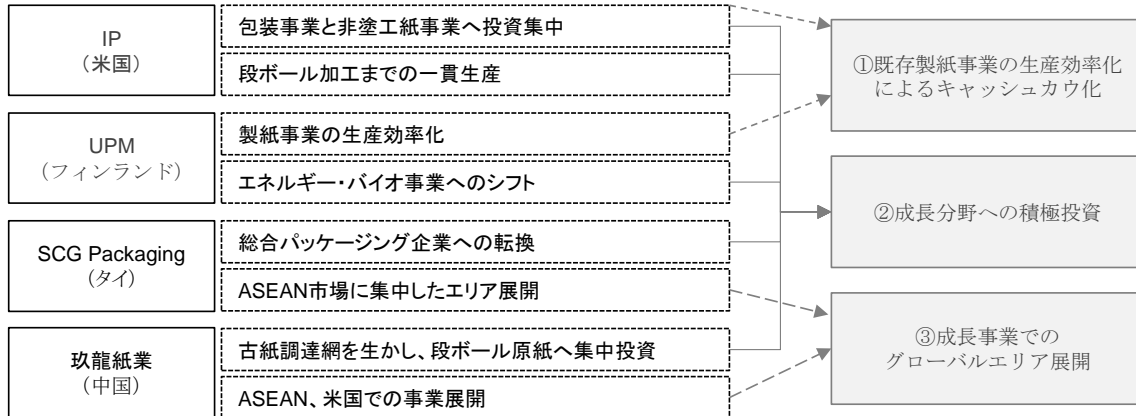 IP
（米国）
包装事業と非塗工紙事業へ投資集中
段ボール加工までの一貫生産
UPM
（フィンランド）
製紙事業の生産効率化
エネルギー・バイオ事業へのシフト
SCG Packaging
（タイ）
総合パッケージング企業への転換
ASEAN市場に集中したエリア展開
玖龍紙業
（中国）
古紙調達網を生かし、段ボール原紙へ集中投資
ASEAN、米国での事業展開
①既存製紙事業の生産効率化
によるキャッシュカウ化
②成長分野への積極投資
③成長事業での
グローバルエリア展開